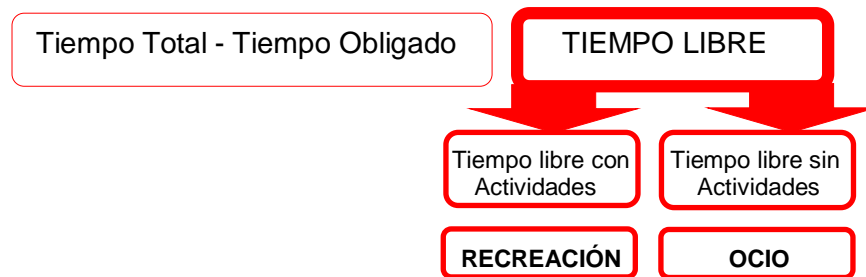 Tiempo Total - Tiempo Obligado
TIEMPO LIBRE
Tiempo libre con
Actividades
Tiempo libre sin
Actividades
RECREACIÓN
OCIO